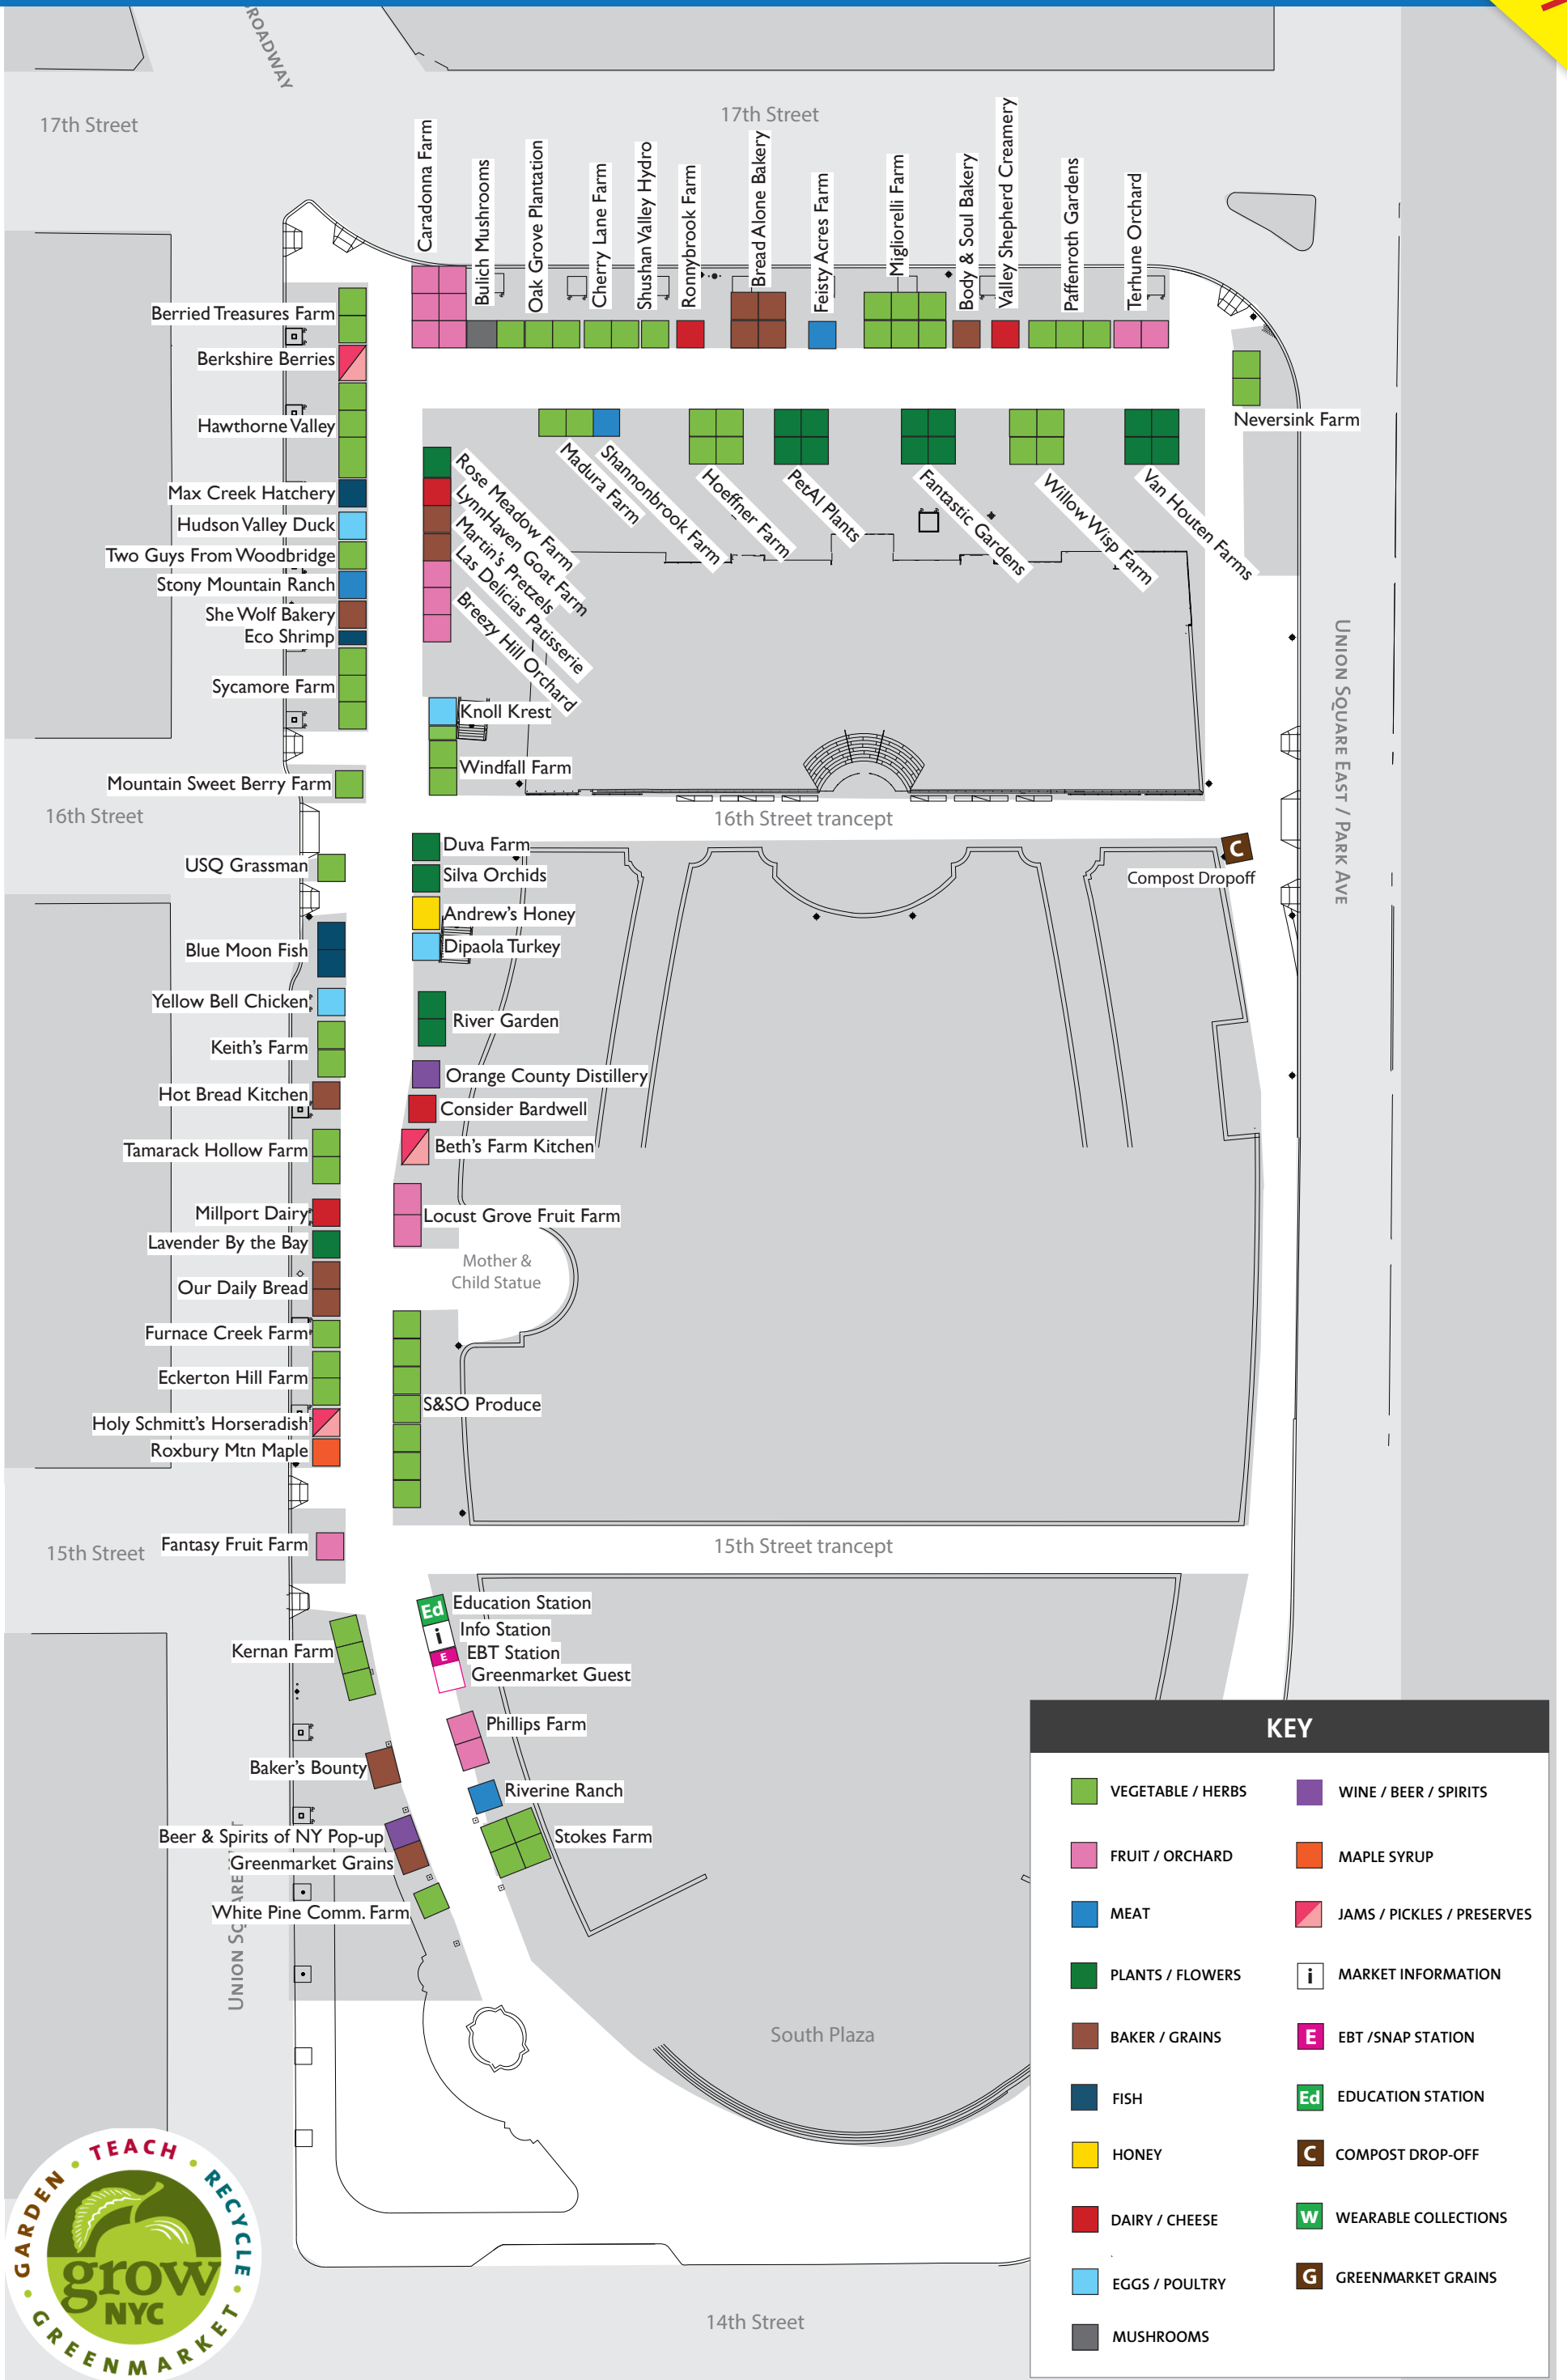 BROADWAY
17th Street
17th Street
Caradonna Farm
Bulich Mushrooms
Oak Grove Plantation
Cherry Lane Farm
Shushan Valley Hydro
Ronnybrook Farm
Bread Alone Bakery
Feisty Acres Farm
Migliorelli Farm
Body & Soul Bakery
Valley Shepherd Creamery
Paffenroth Gardens
Terhune Orchard
Berried Treasures Farm
Berkshire Berries
Hawthorne Valley
Max Creek Hatchery
Hudson Valley Duck
Two Guys From Woodbridge
Stony Mountain Ranch
She Wolf Bakery
Eco Shrimp
Sycamore Farm
Mountain Sweet Berry Farm
16th Street
Neversink Farm
Madura Farm
Shannonbrook Farm
Hoeffner Farm
PetAl Plants
Fantastic Gardens
Willow Wisp Farm
Van Houten Farms
Rose Meadow Farm
LynnHaven Goat Farm
Martin's Pretzels
Las Delicias Patisserie
Breezy Hill Orchard
Knoll Krest
Windfall Farm
UNION SQUARE EAST / PARK AVE
16th Street trancept
C
Compost Dropoff
USQ Grassman
Blue Moon Fish
Yellow Bell Chicken
Keith's Farm
Hot Bread Kitchen
Tamarack Hollow Farm
Millport Dairy
Lavender By the Bay
Our Daily Bread
Furnace Creek Farm
Eckerton Hill Farm
Holy Schmitt's Horseradish
Roxbury Mtn Maple
Duva Farm
Silva Orchids
Andrew's Honey
Dipaola Turkey
River Garden
Orange County Distillery
Consider Bardwell
Beth's Farm Kitchen
Locust Grove Fruit Farm
Mother &
Child Statue
S&SO Produce
15th Street
Fantasy Fruit Farm
15th Street trancept
Kernan Farm
Baker's Bounty
Beer & Spirits of NY Pop-up
Greenmarket Grains
White Pine Comm. Farm
Ed Education Station
i Info Station
E EBT Station
Greenmarket Guest
Phillips Farm
Riverine Ranch
Stokes Farm
UNION SQUARE
South Plaza
14th Street
KEY
VEGETABLE / HERBS
FRUIT / ORCHARD
MEAT
PLANTS / FLOWERS
BAKER / GRAINS
FISH
HONEY
DAIRY / CHEESE
EGGS / POULTRY
MUSHROOMS
WINE / BEER / SPIRITS
MAPLE SYRUP
JAMS / PICKLES / PRESERVES
i MARKET INFORMATION
E EBT /SNAP STATION
Ed EDUCATION STATION
C COMPOST DROP-OFF
W WEARABLE COLLECTIONS
G GREENMARKET GRAINS
GARDEN • TEACH • RECYCLE • GREENMARKET •
grow
NYC